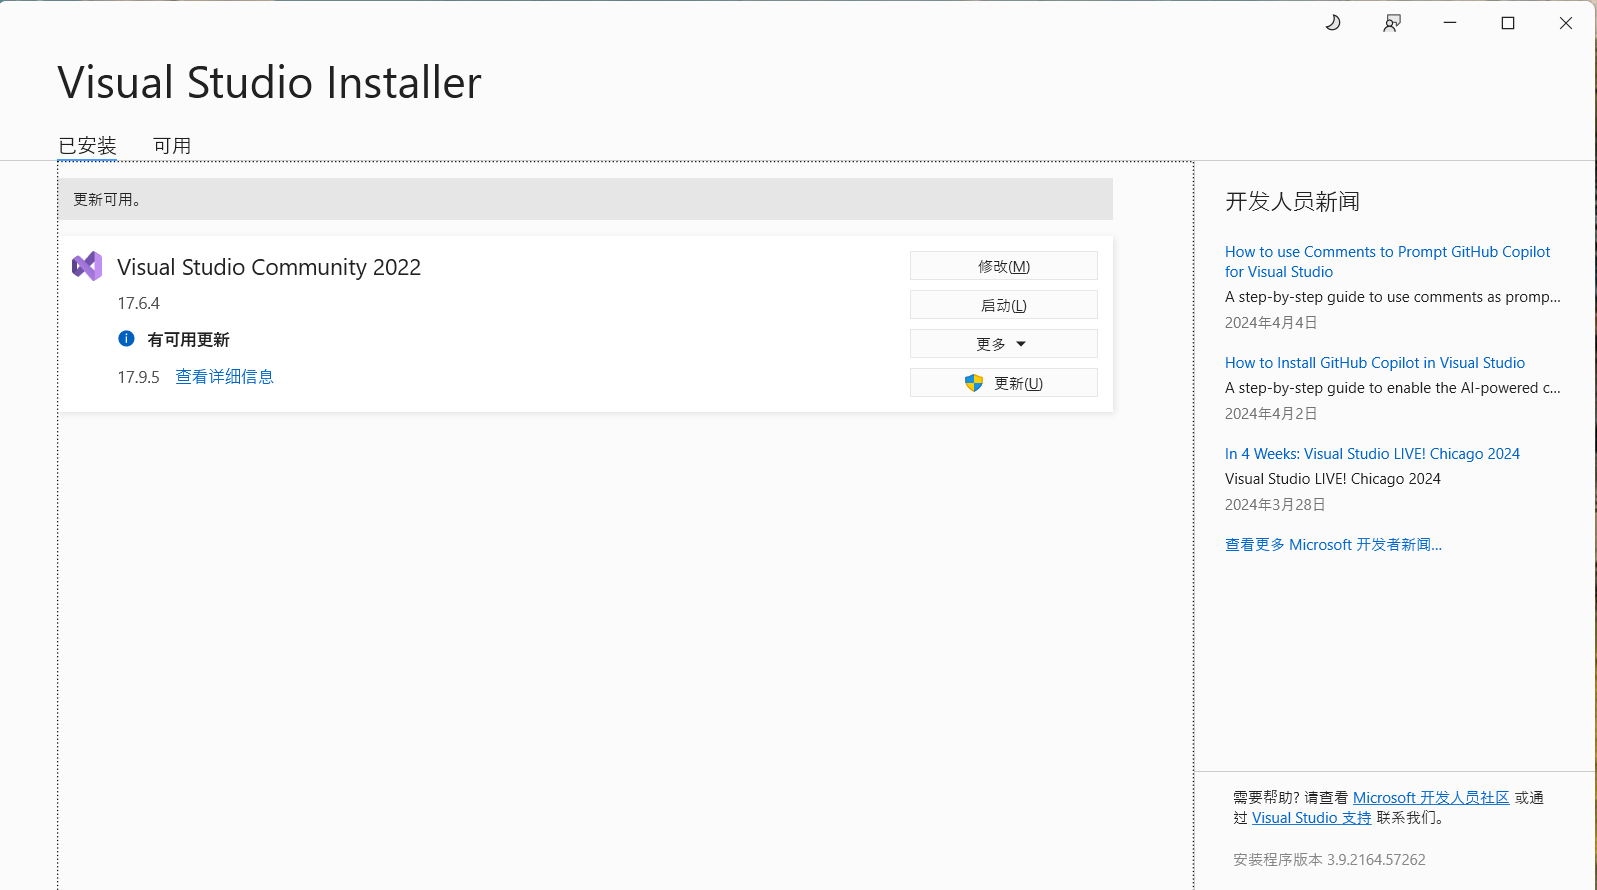 Visual Studio Installer
已安装
可用
更新可用。
Visual Studio Community 2022
17.6.4
有可用更新
17.9.5 查看详细信息
修改(M)
启动(L)
更多
更新(U)
开发人员新闻
How to use Comments to Prompt GitHub Copilot
for Visual Studio
A step-by-step guide to use comments as promp...
2024年4月4日
How to Install GitHub Copilot in Visual Studio
A step-by-step guide to enable the AI-powered c...
2024年4月2日
In 4 Weeks: Visual Studio LIVE! Chicago 2024
Visual Studio LIVE! Chicago 2024
2024年3月28日
查看更多 Microsoft 开发者新闻...
需要帮助? 请查看 Microsoft 开发人员社区 或通
过 Visual Studio 支持 联系我们。
安装程序版本 3.9.2164.57262